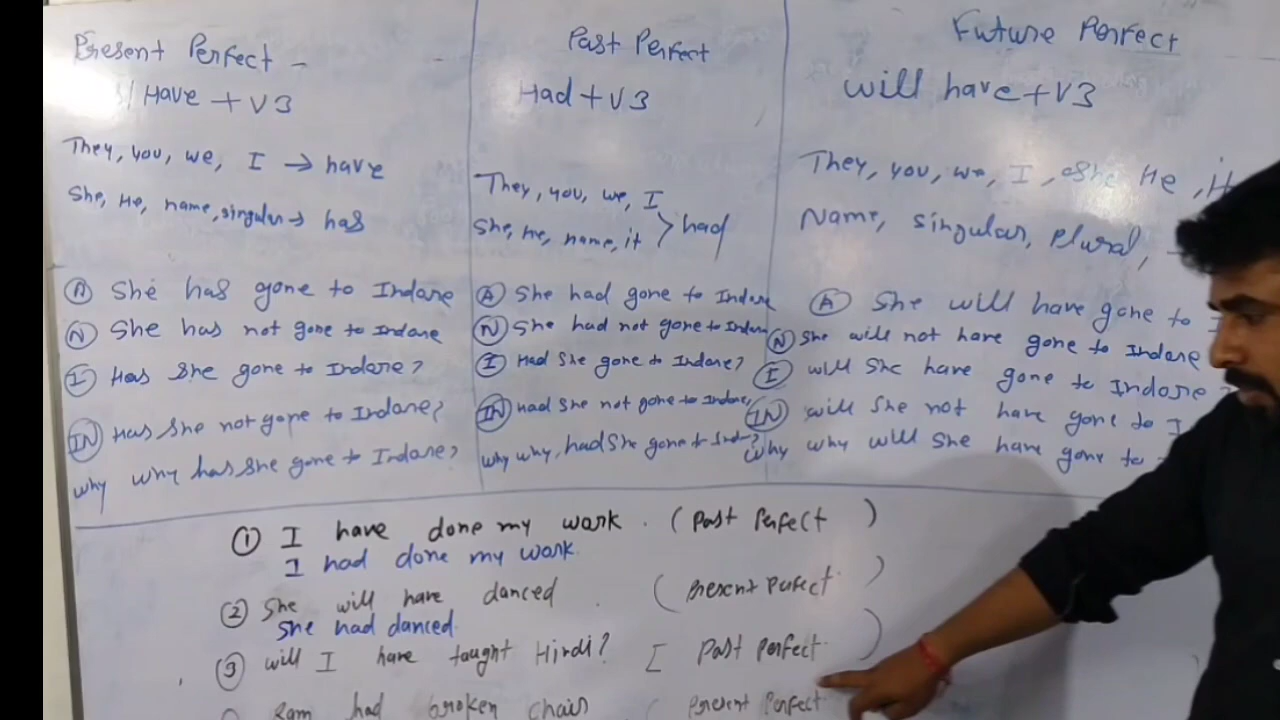 Present Perfect -
Have + V3
They, you, we, I → have
She, He, name, singular → has
(A) She has gone to Indore
(N) She has not gone to Indore
(I) Has She gone to Indore?
(IN) Has She not gone to Indore?
why why has She gone to Indore?
Past Perfect
Had + V3
They, you, we, I
She, He, name, it > had
(A) She had gone to Indore
(N) She had not gone to Indore
(I) Had She gone to Indore?
(IN) Had She not gone to Indore,
why why, had She gone to Indore?
Future Perfect
will have + V3
They, you, we, I, She He,
Name, Singular, Plural,
(A) She will have gone to
(N) She will not have gone to Indore
(I) will She have gone to Indore
(IN) will She not have gone to
why why will She have gone to
(1) I have done my work. (Past Perfect)
I had done my work.
(2) She will have danced. (Present Perfect)
She had danced.
(3) will I have taught Hindi? [Past Perfect)
Ram had broken chair (Present Perfect